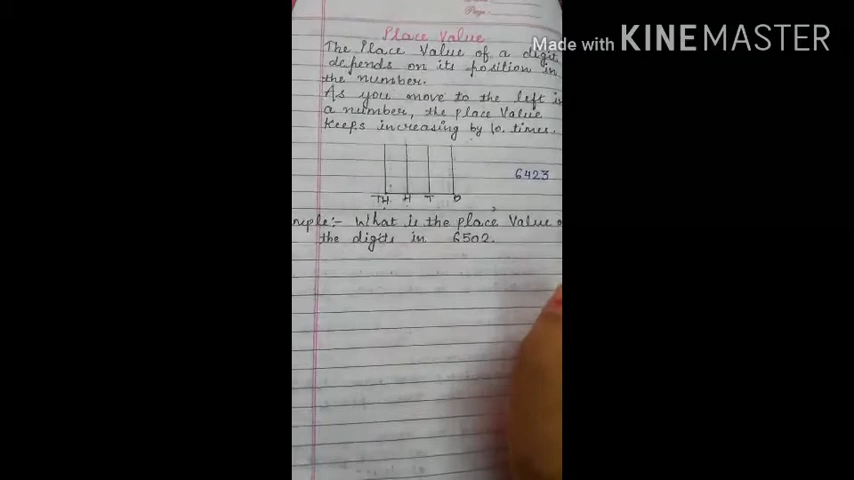 Page
Place Value
Made with KINEMASTER
The Place Value of a digit
depends on its position in
the number.
As you move to the left in
a number, the place Value
keeps increasing by 10 times.
6423
TH H T O
mple:- What is the place Value o
the digits in 6502.